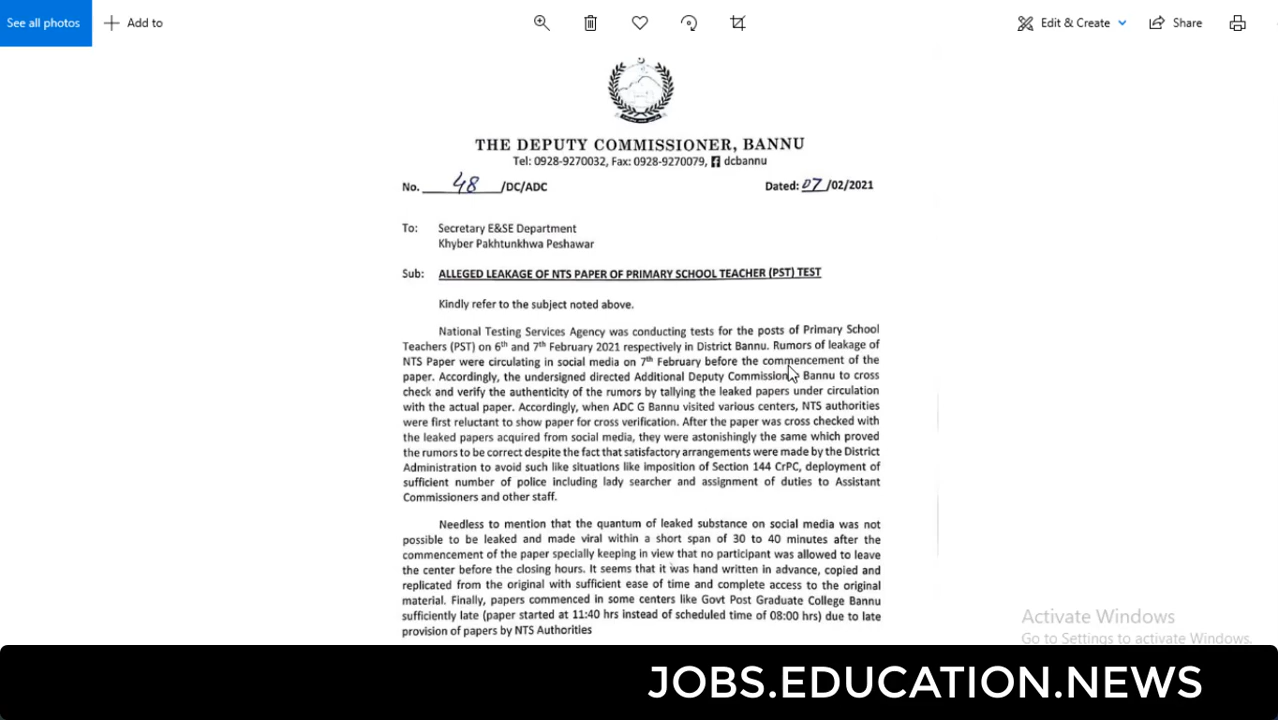 See all photos
Add to
Edit & Create
Share
THE DEPUTY COMMISSIONER, BANNU
Tel: 0928-9270032, Fax: 0928-9270079, dcbannu
No. 48 /DC/ADC
Dated: 07/02/2021
To: Secretary E&SE Department
Khyber Pakhtunkhwa Peshawar
Sub: ALLEGED LEAKAGE OF NTS PAPER OF PRIMARY SCHOOL TEACHER (PST) TEST
Kindly refer to the subject noted above.
National Testing Services Agency was conducting tests for the posts of Primary School
Teachers (PST) on 6th and 7th February 2021 respectively in District Bannu. Rumors of leakage of
NTS Paper were circulating in social media on 7th February before the commencement of the
paper. Accordingly, the undersigned directed Additional Deputy Commission Bannu to cross
check and verify the authenticity of the rumors by tallying the leaked papers under circulation
with the actual paper. Accordingly, when ADC G Bannu visited various centers, NTS authorities
were first reluctant to show paper for cross verification. After the paper was cross checked with
the leaked papers acquired from social media, they were astonishingly the same which proved
the rumors to be correct despite the fact that satisfactory arrangements were made by the District
Administration to avoid such like situations like imposition of Section 144 CrPC, deployment of
sufficient number of police including lady searcher and assignment of duties to Assistant
Commissioners and other staff.
Needless to mention that the quantum of leaked substance on social media was not
possible to be leaked and made viral within a short span of 30 to 40 minutes after the
commencement of the paper specially keeping in view that no participant was allowed to leave
the center before the closing hours. It seems that it was hand written in advance, copied and
replicated from the original with sufficient ease of time and complete access to the original
material. Finally, papers commenced in some centers like Govt Post Graduate College Bannu
sufficiently late (paper started at 11:40 hrs instead of scheduled time of 08:00 hrs) due to late
provision of papers by NTS Authorities
Activate Windows
Go to Settings to activate Windows.
JOBS.EDUCATION.NEWS